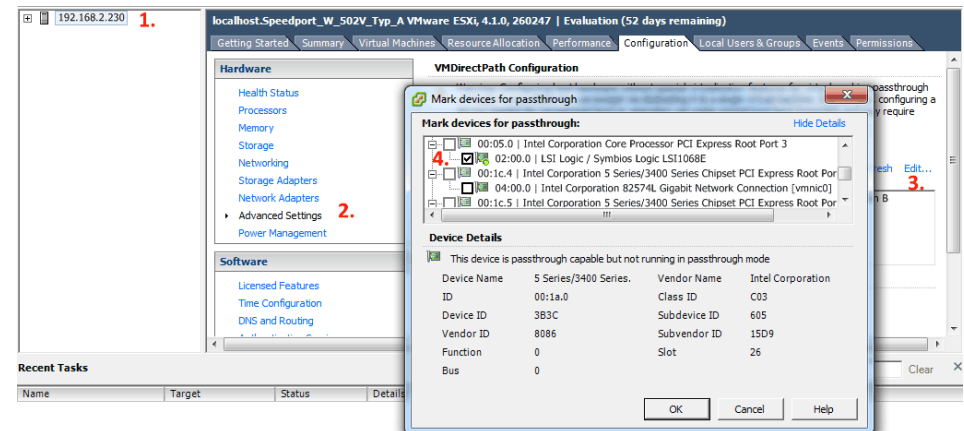 192.168.2.230
1.
localhost.Speedport_W_502V_Typ_A VMware ESXi, 4.1.0, 260247 | Evaluation (52 days remaining)
Getting Started Summary Virtual Machines Resource Allocation Performance Configuration Local Users & Groups Events Permissions
Hardware
Health Status
Processors
Memory
Storage
Networking
Storage Adapters
Network Adapters
Advanced Settings
2.
Power Management
Software
Licensed Features
Time Configuration
DNS and Routing
VMDirectPath Configuration
passthrough
configuring a
require
Edit...
3.
Mark devices for passthrough
Mark devices for passthrough:
Hide Details
00:05.0 | Intel Corporation Core Processor PCI Express Root Port 3
4.
02:00.0 | LSI Logic / Symbios Logic LSI1068E
00:1c.4 | Intel Corporation 5 Series/3400 Series Chipset PCI Express Root Por
04:00.0 | Intel Corporation 82574L Gigabit Network Connection [vmnic0]
00:1c.5 | Intel Corporation 5 Series/3400 Series Chipset PCI Express Root Por
Device Details
This device is passthrough capable but not running in passthrough mode
Device Name 5 Series/3400 Series. Vendor Name Intel Corporation
ID 00:1a.0 Class ID C03
Device ID 3B3C Subdevice ID 605
Vendor ID 8086 Subvendor ID 15D9
Function 0 Slot 26
Bus 0
OK Cancel Help
Recent Tasks
Clear
Name Target Status Details